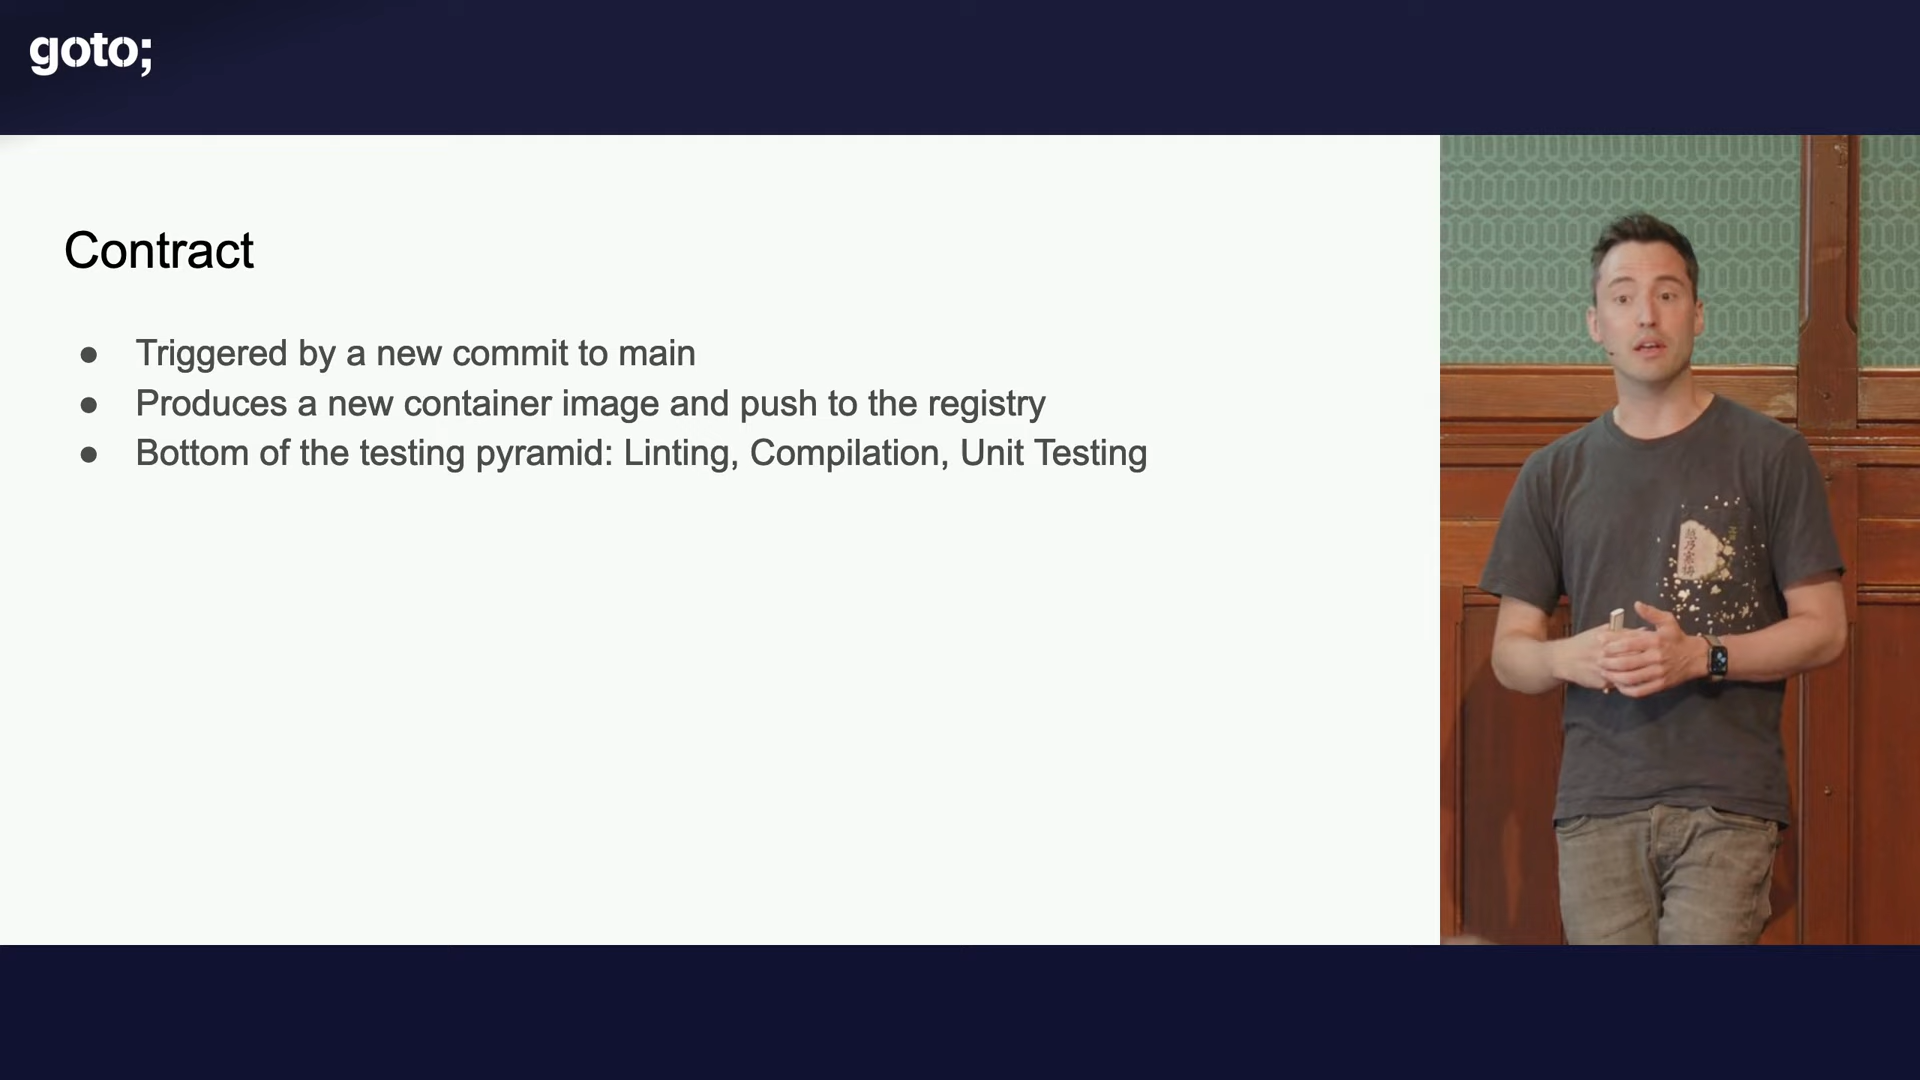 goto;
Contract
● Triggered by a new commit to main
● Produces a new container image and push to the registry
● Bottom of the testing pyramid: Linting, Compilation, Unit Testing